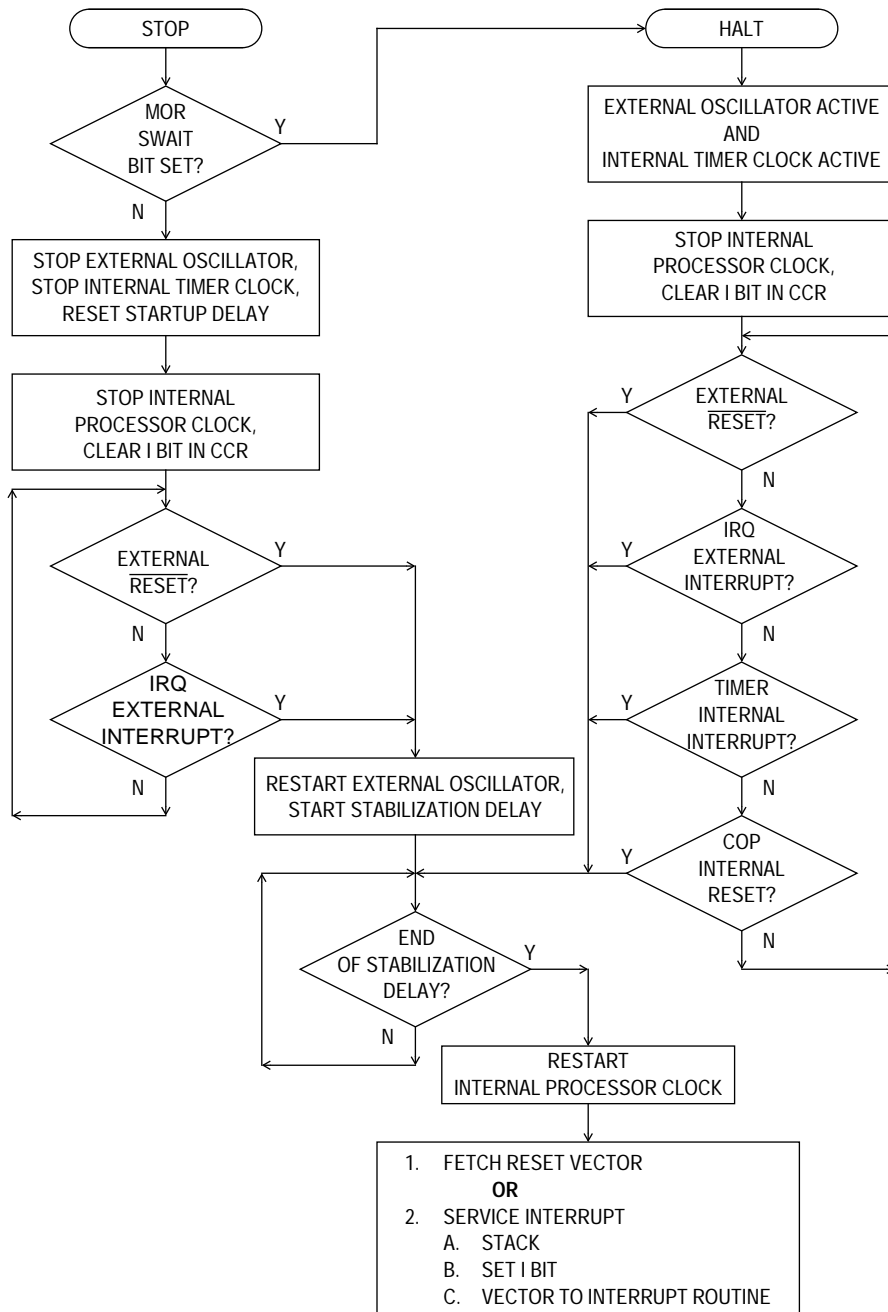 STOP
HALT
MOR
SWAIT
BIT SET?
Y
N
EXTERNAL OSCILLATOR ACTIVE
AND
INTERNAL TIMER CLOCK ACTIVE
STOP EXTERNAL OSCILLATOR,
STOP INTERNAL TIMER CLOCK,
RESET STARTUP DELAY
STOP INTERNAL
PROCESSOR CLOCK,
CLEAR I BIT IN CCR
STOP INTERNAL
PROCESSOR CLOCK,
CLEAR I BIT IN CCR
EXTERNAL
RESET?
Y
N
EXTERNAL
RESET?
Y
N
IRQ
EXTERNAL
INTERRUPT?
Y
N
IRQ
EXTERNAL
INTERRUPT?
Y
N
TIMER
INTERNAL
INTERRUPT?
Y
N
RESTART EXTERNAL OSCILLATOR,
START STABILIZATION DELAY
COP
INTERNAL
RESET?
Y
N
END
OF STABILIZATION
DELAY?
Y
N
RESTART
INTERNAL PROCESSOR CLOCK
1. FETCH RESET VECTOR
OR
2. SERVICE INTERRUPT
A. STACK
B. SET I BIT
C. VECTOR TO INTERRUPT ROUTINE